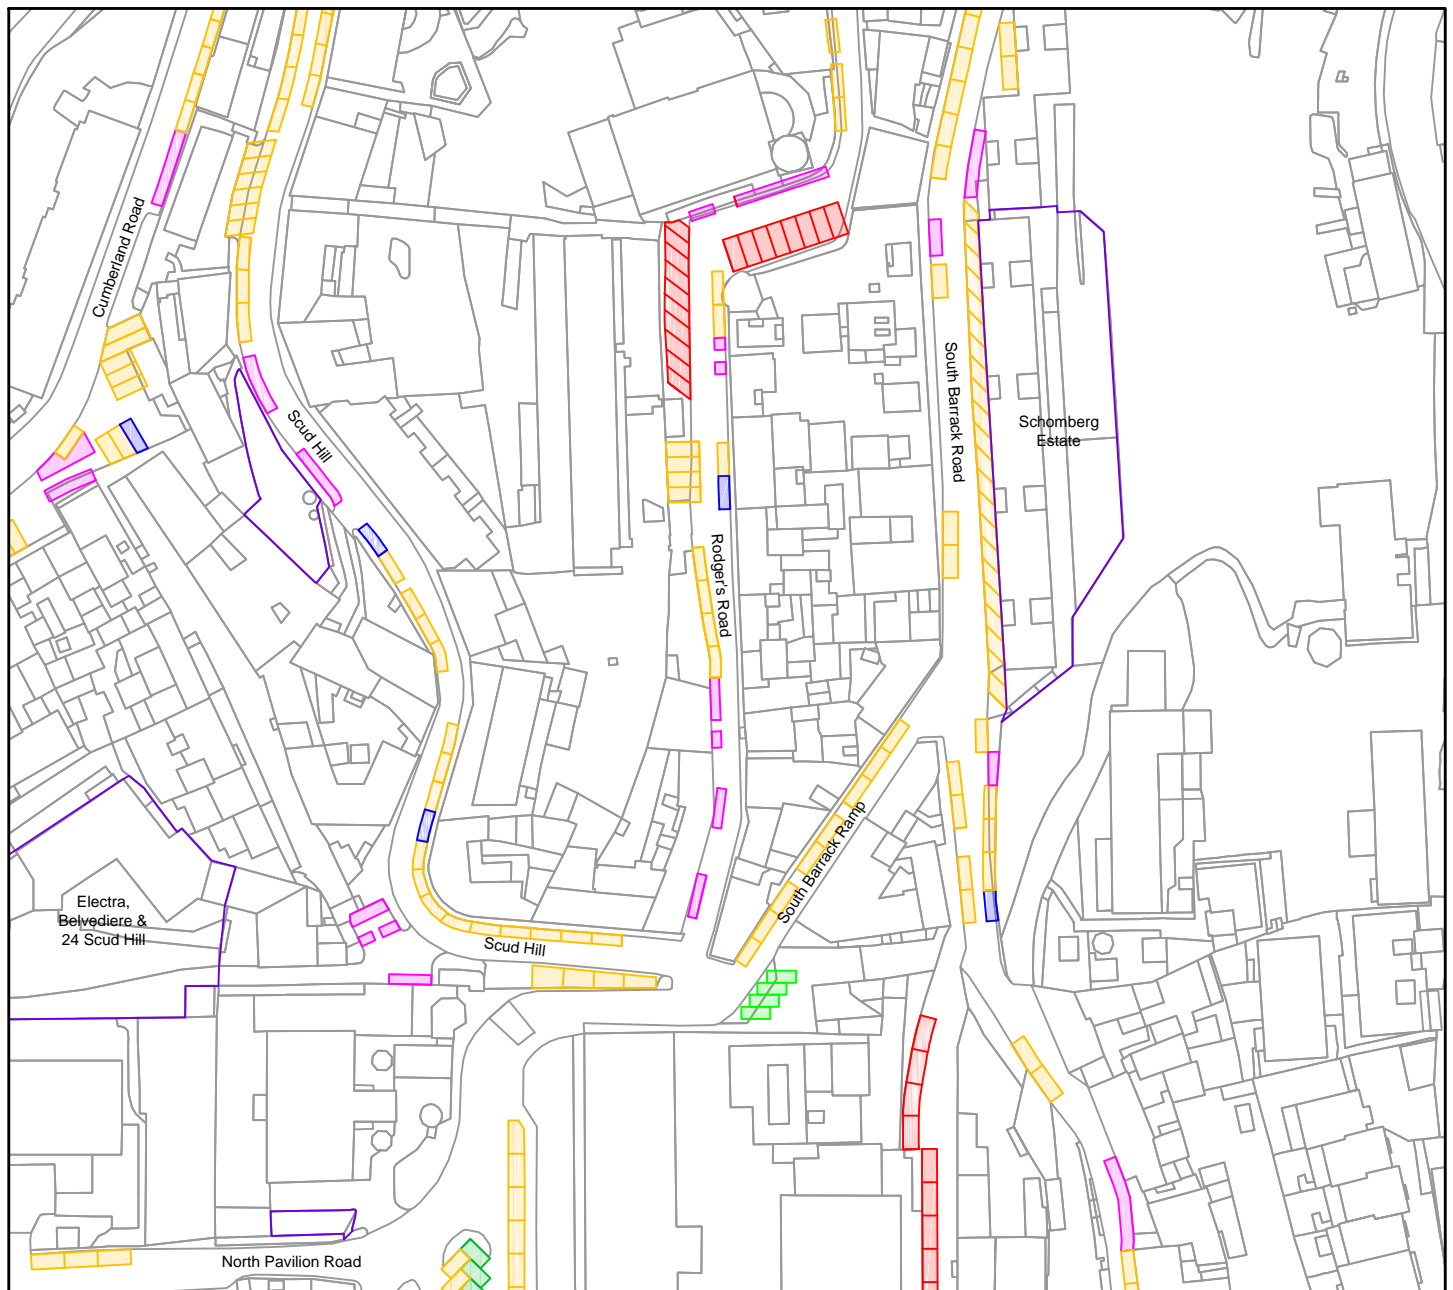 Cumberland Road
Scud Hill
South Barrack Road
Schomberg
Estate
Rodger's Road
South Barrack Ramp
Electra,
Belvediere &
24 Scud Hill
Scud Hill
North Pavilion Road